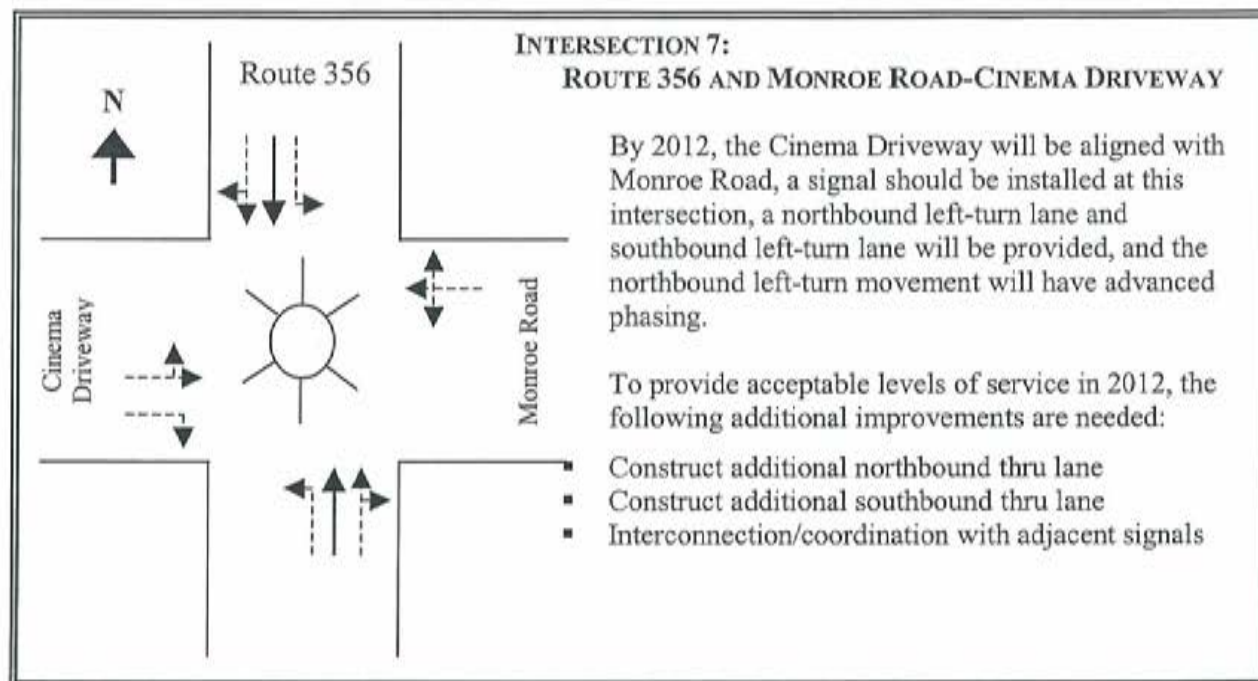 INTERSECTION 7:
ROUTE 356 AND MONROE ROAD-CINEMA DRIVEWAY
Route 356
N
Cinema
Driveway
Monroe Road
By 2012, the Cinema Driveway will be aligned with
Monroe Road, a signal should be installed at this
intersection, a northbound left-turn lane and
southbound left-turn lane will be provided, and the
northbound left-turn movement will have advanced
phasing.
To provide acceptable levels of service in 2012, the
following additional improvements are needed:
▪ Construct additional northbound thru lane
▪ Construct additional southbound thru lane
▪ Interconnection/coordination with adjacent signals